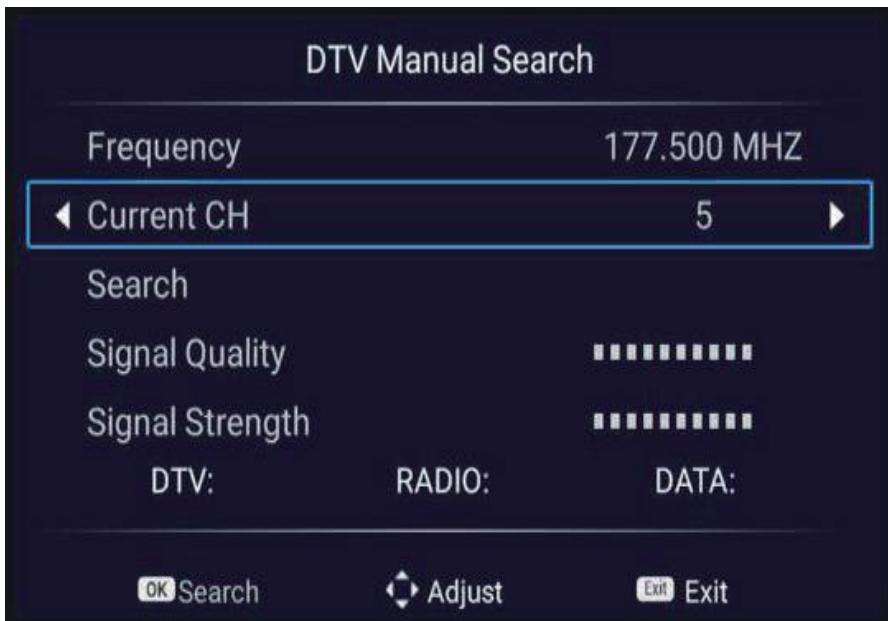 DTV Manual Search
Frequency 177.500 MHZ
Current CH 5
Search
Signal Quality
Signal Strength
DTV: RADIO: DATA:
OK Search Adjust Exit Exit